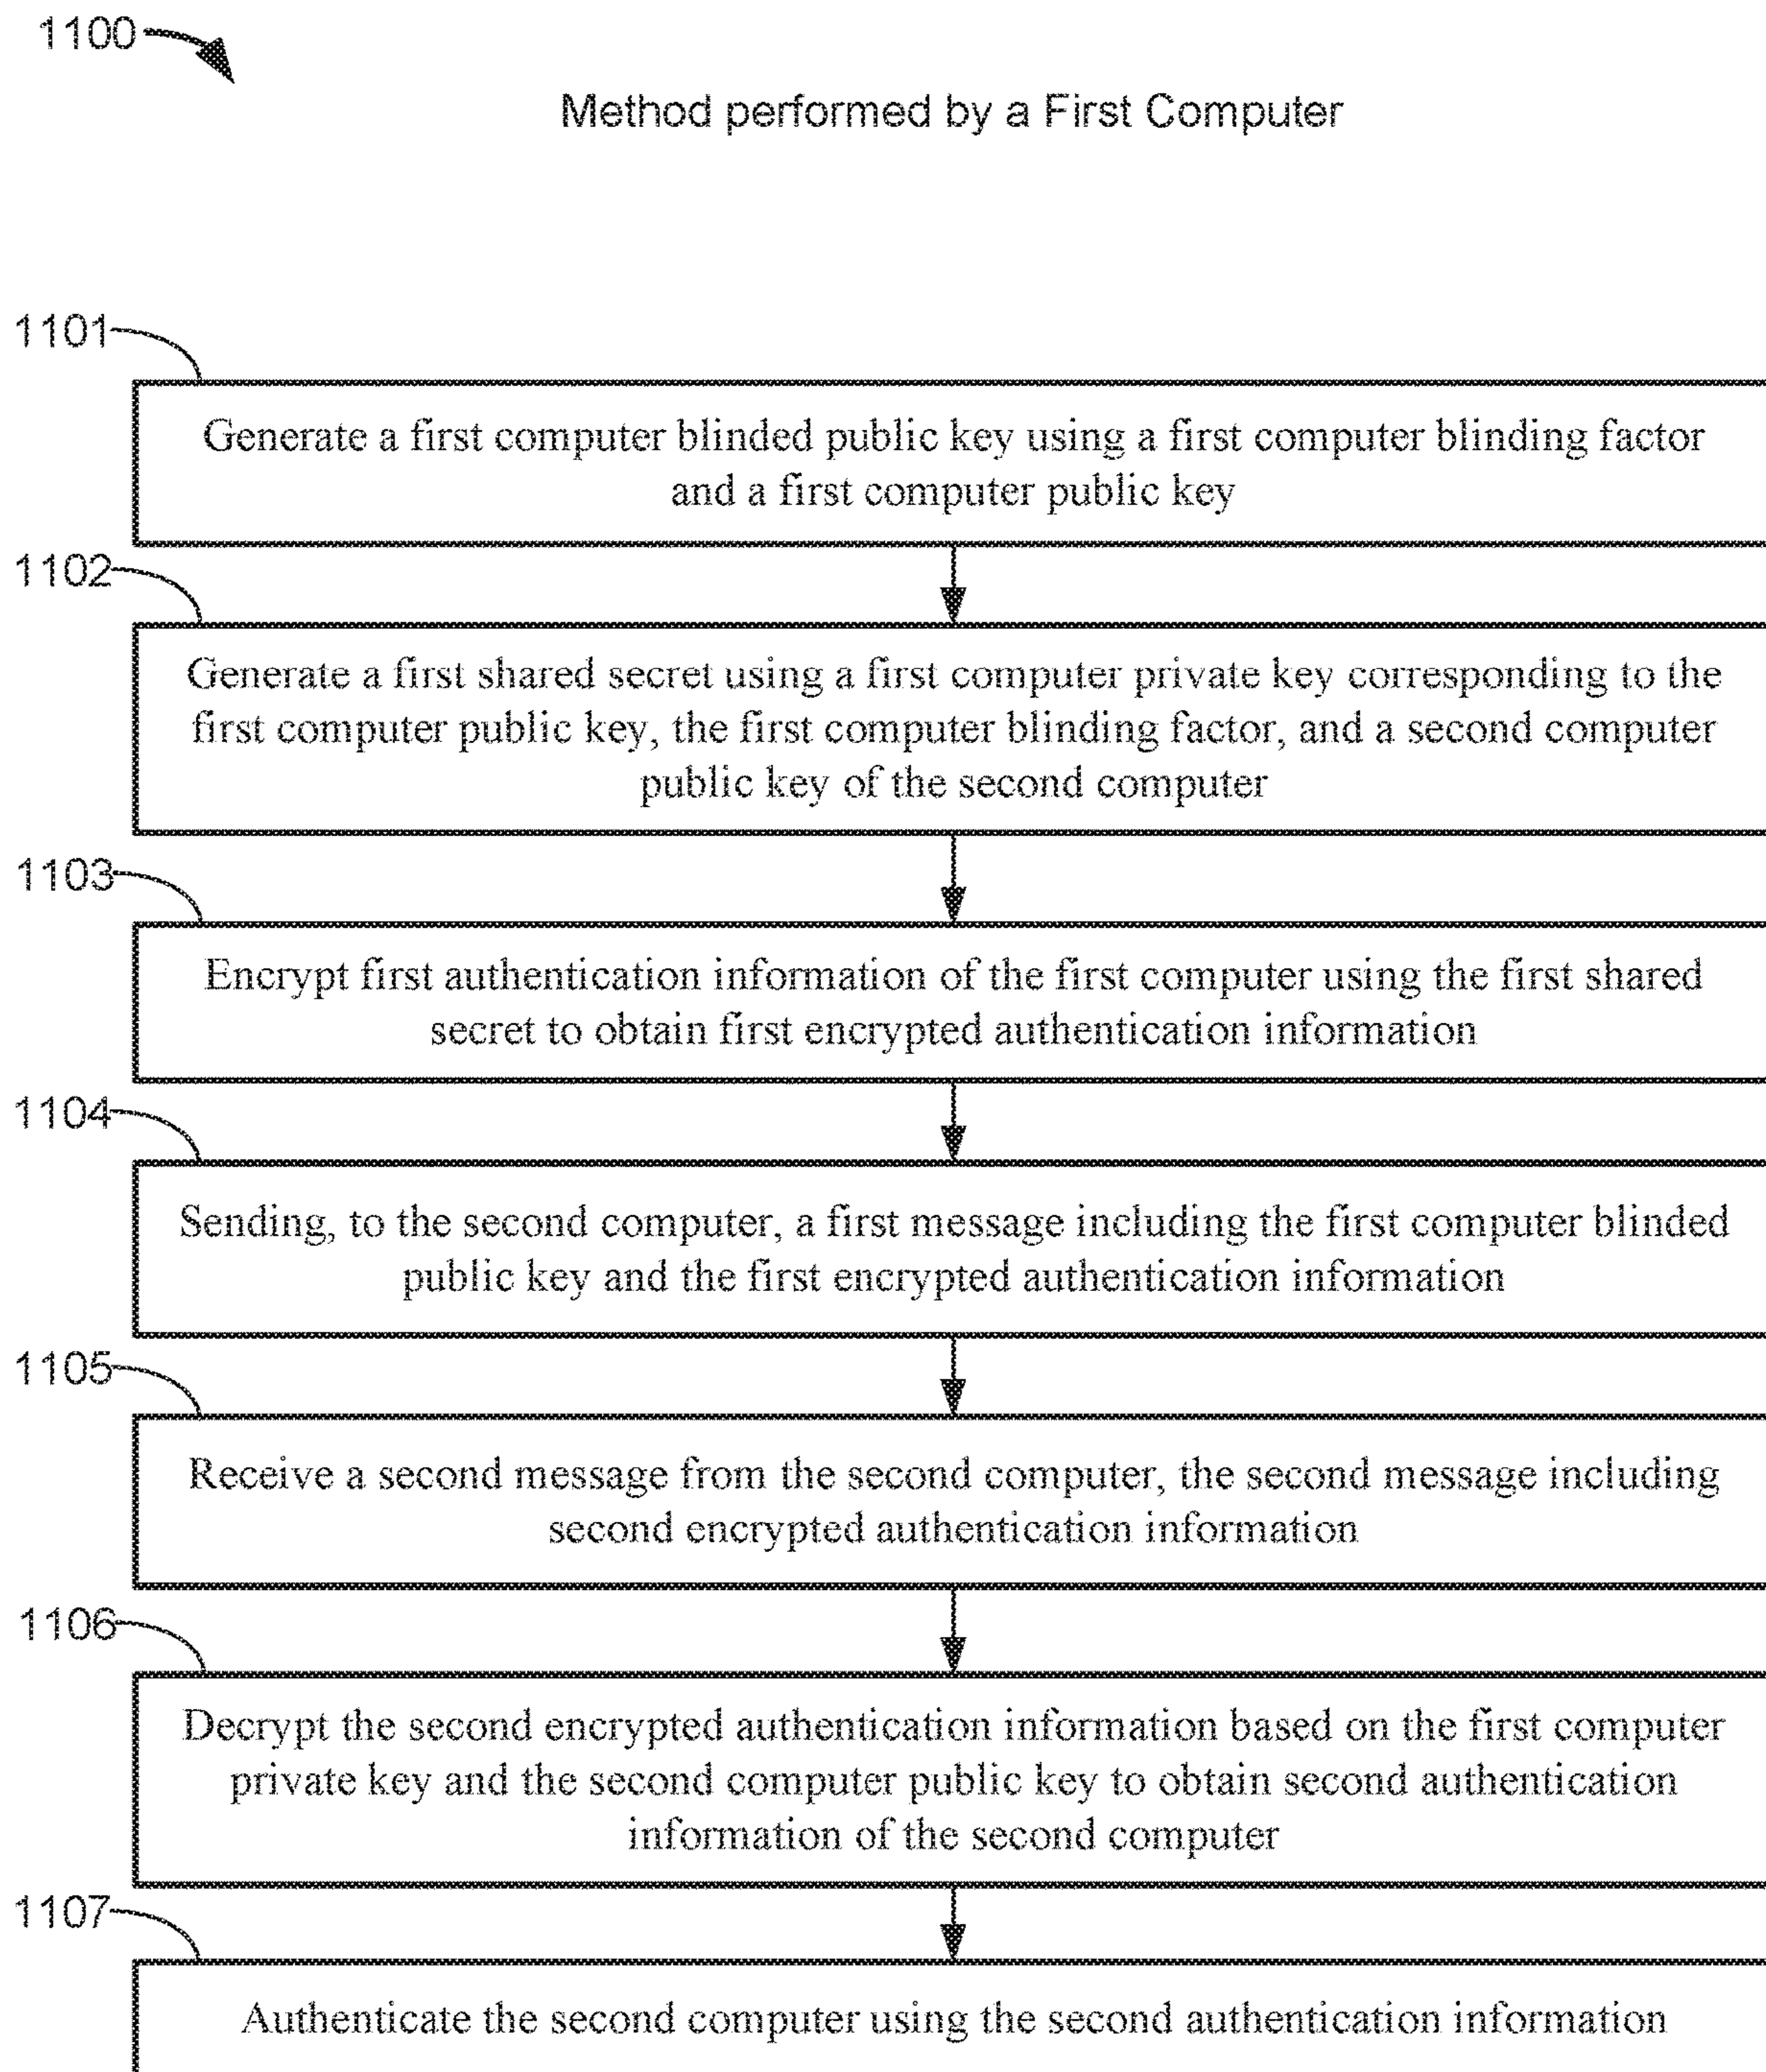 1100
Method performed by a First Computer
1101
Generate a first computer blinded public key using a first computer blinding factor
and a first computer public key
1102
Generate a first shared secret using a first computer private key corresponding to the
first computer public key, the first computer blinding factor, and a second computer
public key of the second computer
1103
Encrypt first authentication information of the first computer using the first shared
secret to obtain first encrypted authentication information
1104
Sending, to the second computer, a first message including the first computer blinded
public key and the first encrypted authentication information
1105
Receive a second message from the second computer, the second message including
second encrypted authentication information
1106
Decrypt the second encrypted authentication information based on the first computer
private key and the second computer public key to obtain second authentication
information of the second computer
1107
Authenticate the second computer using the second authentication information